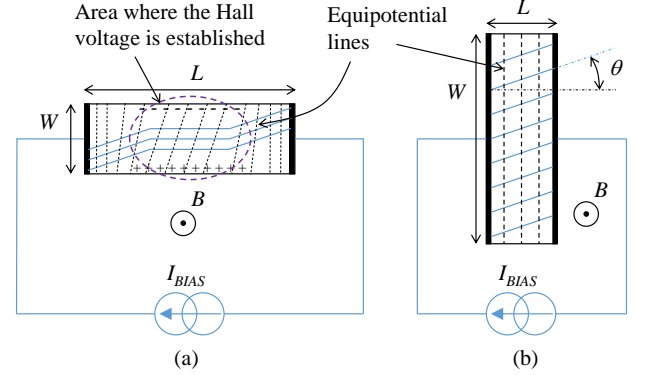 Area where the Hall
voltage is established
Equipotential
lines
L
W
B
I_BIAS
(a)
L
W
θ
B
I_BIAS
(b)